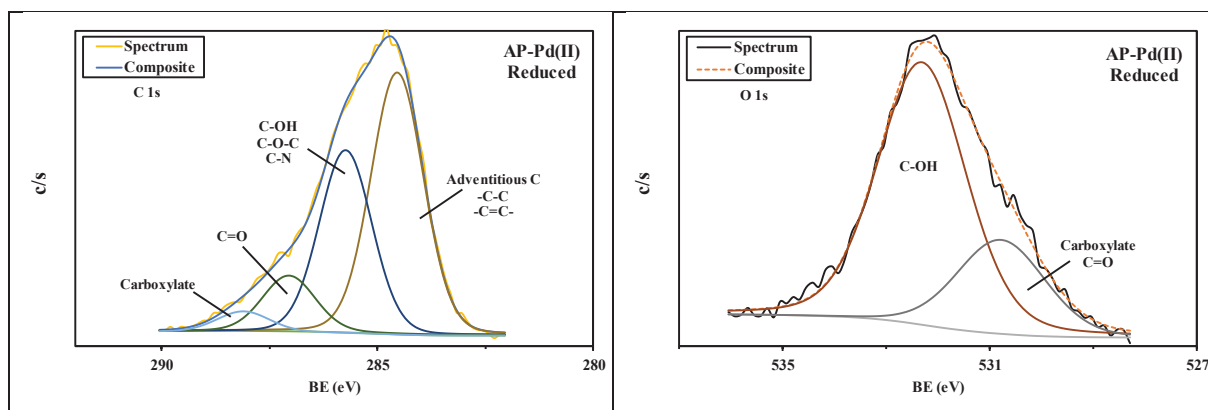 Spectrum
Composite
C 1s
AP-Pd(II)
Reduced
C-OH
C-O-C
C-N
Adventitious C
-C-C
-C=C-
C=O
Carboxylate
c/s
290
285
280
BE (eV)
Spectrum
Composite
O 1s
AP-Pd(II)
Reduced
C-OH
Carboxylate
C=O
c/s
535
531
527
BE (eV)